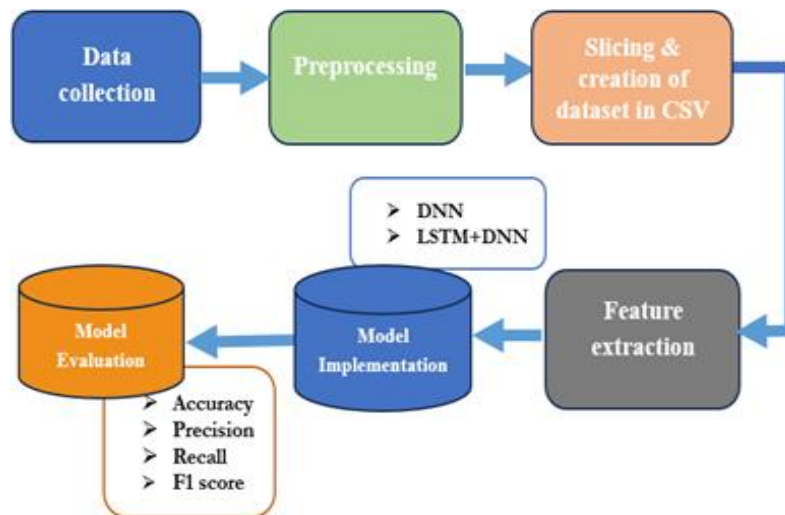 Data
collection
Preprocessing
Slicing &
creation of
dataset in CSV
Feature
extraction
➢ DNN
➢ LSTM+DNN
Model
Implementation
Model
Evaluation
➢ Accuracy
➢ Precision
➢ Recall
➢ F1 score